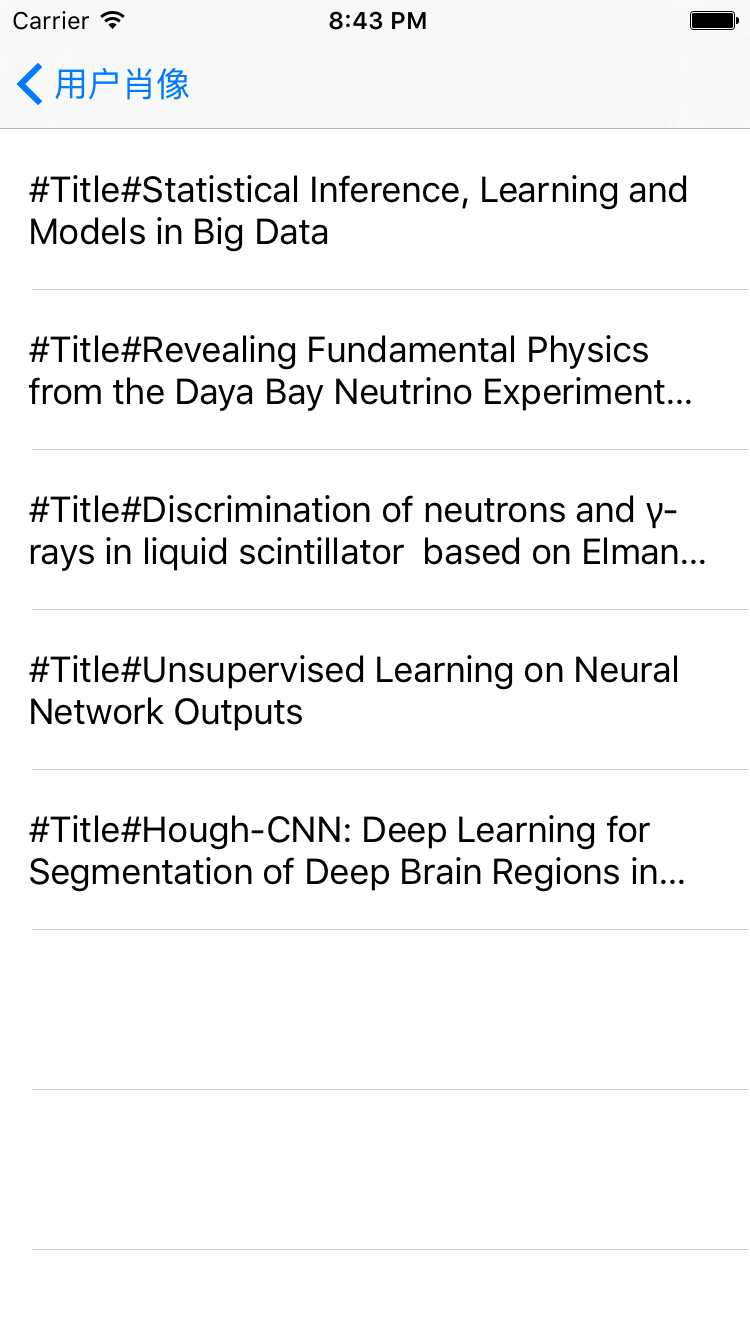 Carrier 8:43 PM
用户肖像
#Title#Statistical Inference, Learning and
Models in Big Data
#Title#Revealing Fundamental Physics
from the Daya Bay Neutrino Experiment...
#Title#Discrimination of neutrons and γ-
rays in liquid scintillator  based on Elman...
#Title#Unsupervised Learning on Neural
Network Outputs
#Title#Hough-CNN: Deep Learning for
Segmentation of Deep Brain Regions in...